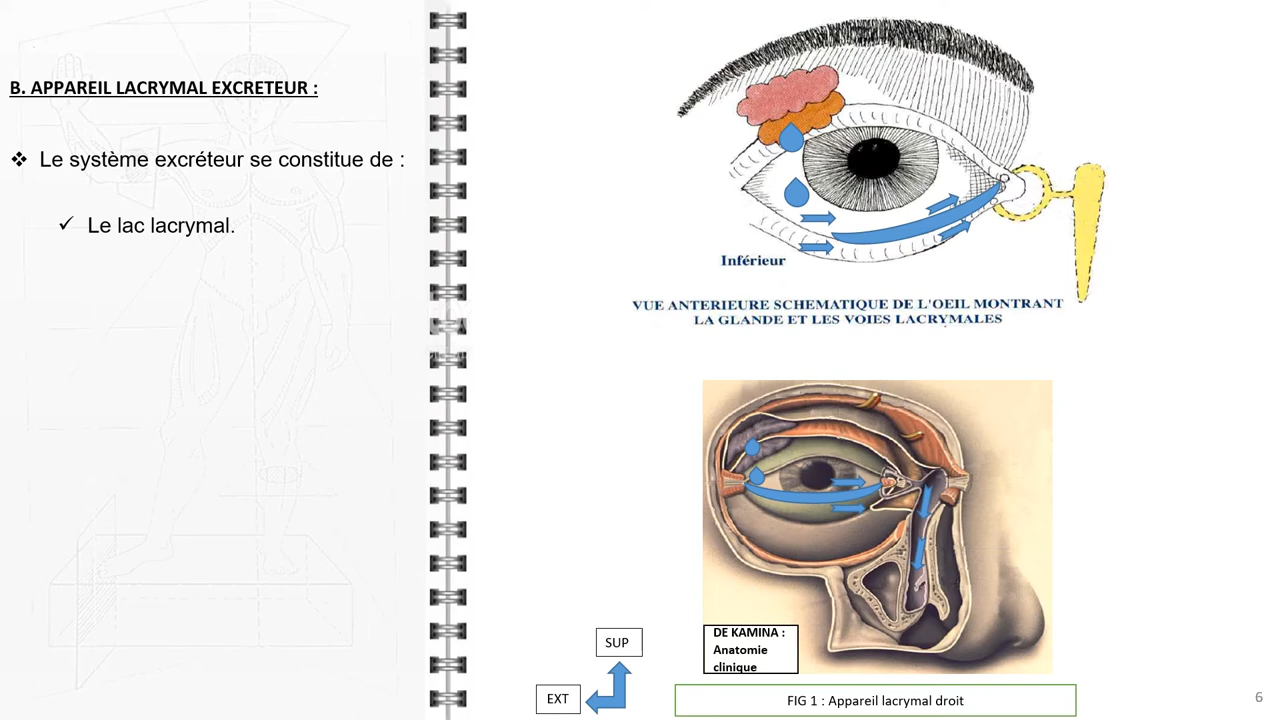 B. APPAREIL LACRYMAL EXCRETEUR :
❖ Le système excréteur se constitue de :
✓ Le lac lacrymal.
Inférieur
VUE ANTERIEURE SCHEMATIQUE DE L'OEIL MONTRANT
LA GLANDE ET LES VOIES LACRYMALES
DE KAMINA :
Anatomie
clinique
SUP
EXT
FIG 1 : Appareil lacrymal droit
6